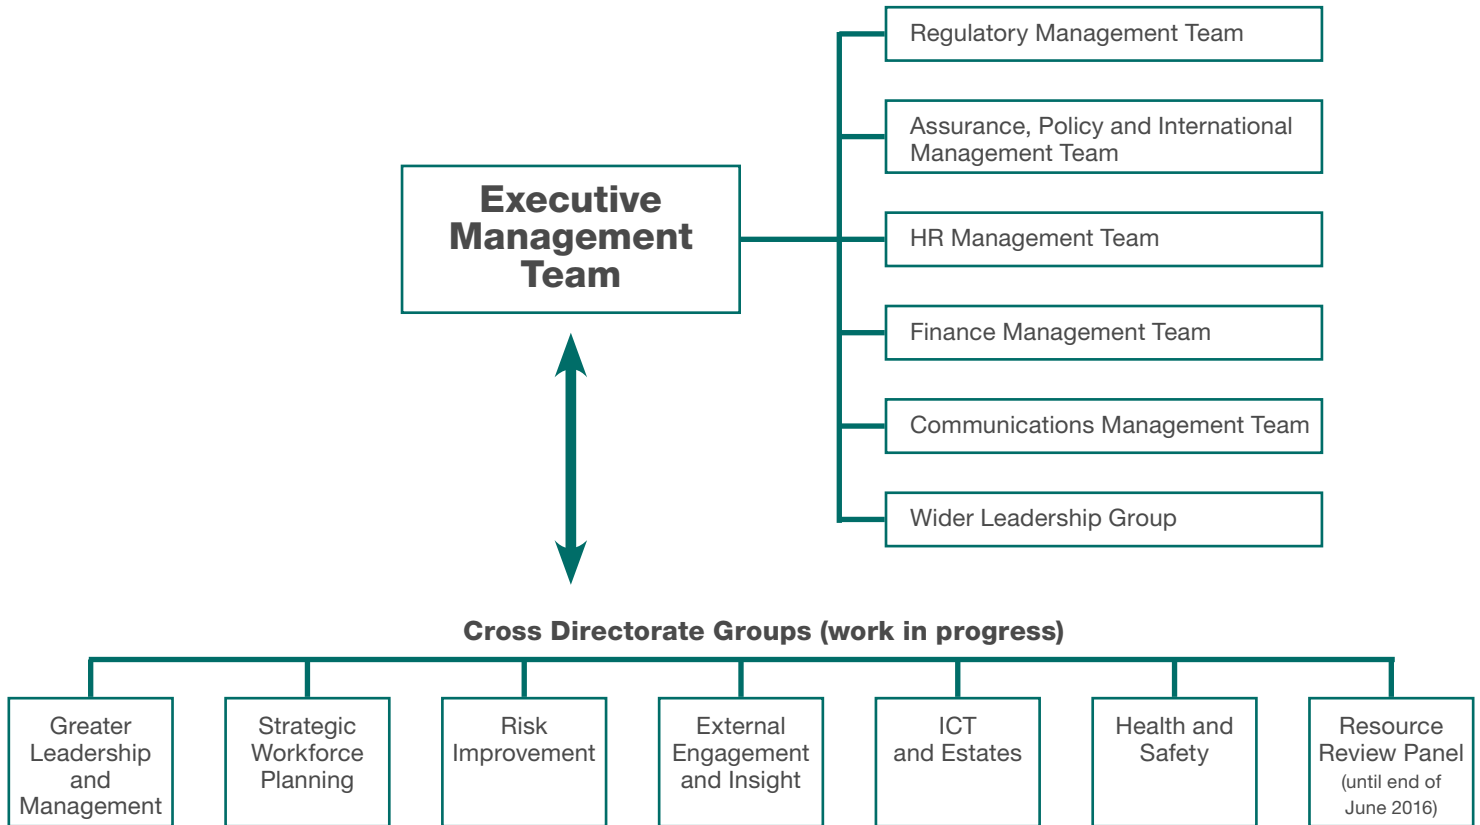 Regulatory Management Team
Assurance, Policy and International
Management Team
Executive
Management
Team
HR Management Team
Finance Management Team
Communications Management Team
Wider Leadership Group
Cross Directorate Groups (work in progress)
Greater
Leadership
and
Management
Strategic
Workforce
Planning
Risk
Improvement
External
Engagement
and Insight
ICT
and Estates
Health and
Safety
Resource
Review Panel
(until end of
June 2016)